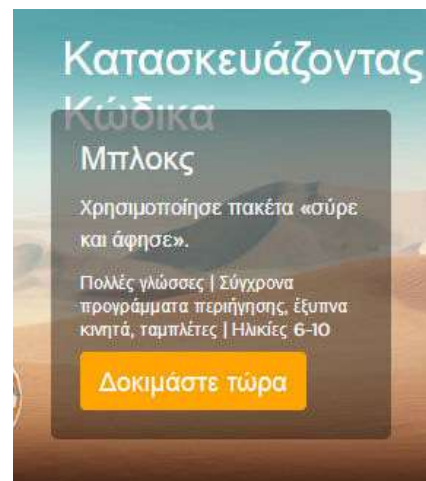 Κατασκευάζοντας
Κώδικα
Μπλοκς
Χρησιμοποίησε πακέτα «σύρε
και άφησε».
Πολλές γλώσσες | Σύγχρονα
προγράμματα περιήγησης, έξυπνα
κινητά, ταμπλέτες | Ηλικίες 6-10
Δοκιμάστε τώρα